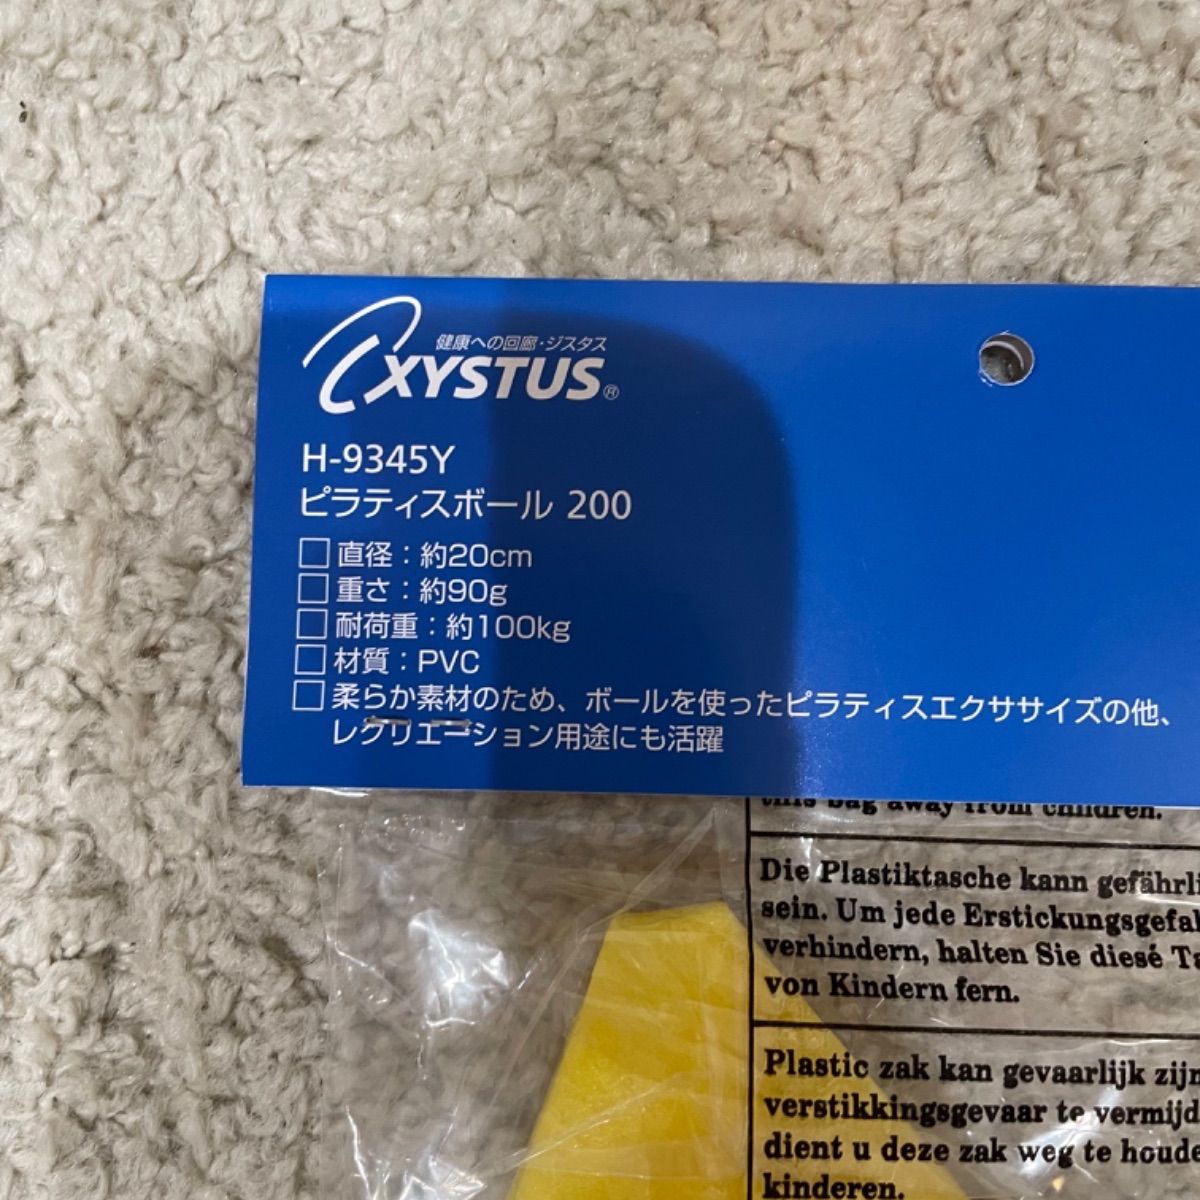 健康への回廊・ジスタス
XYSTUS®
H-9345Y
ピラティスボール 200
□直径：約20cm
□重さ：約90g
□耐荷重：約100kg
□材質：PVC
□柔らか素材のため、ボールを使ったピラティスエクササイズの他、
レクリエーション用途にも活躍
this bag away from children.
Die Plastiktasche kann
sein. Um jede
verhindern, halten Sie diesé
von Kindern fern.
Plastic zak kan gevaarlijk zijn
verstikkingsgevaar te
dient u deze zak weg te
kinderen.